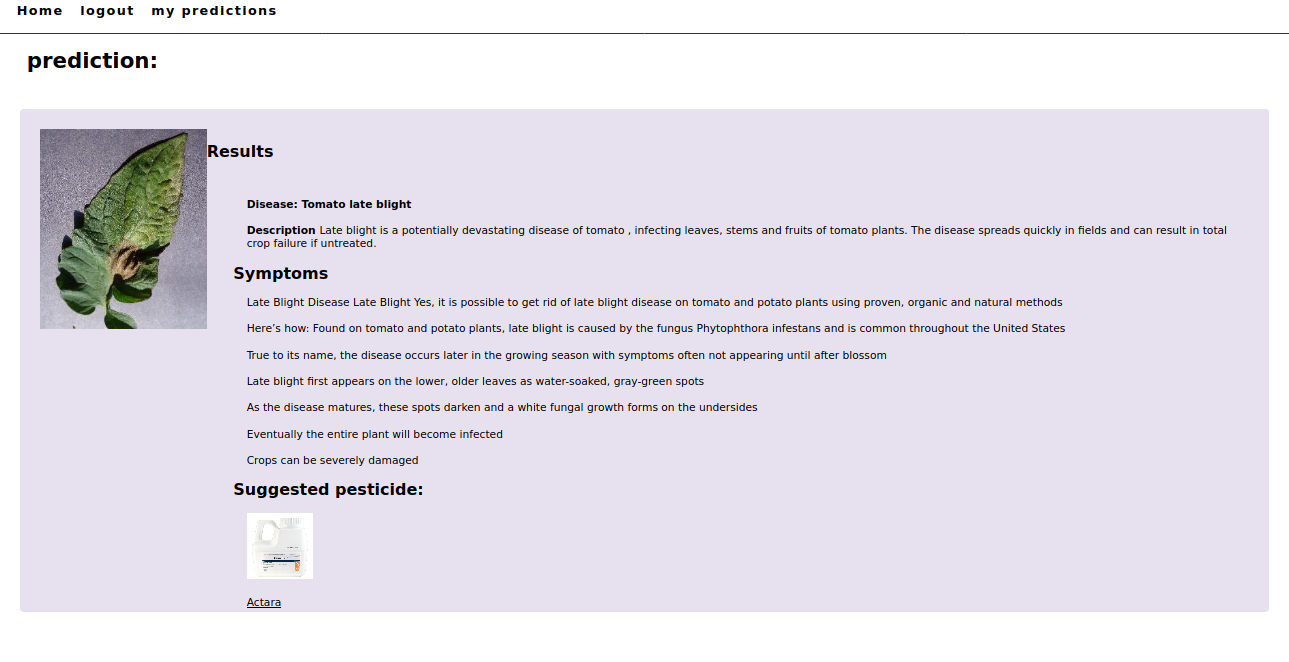 Home logout my predictions
prediction:
Results
Disease: Tomato late blight
Description Late blight is a potentially devastating disease of tomato , infecting leaves, stems and fruits of tomato plants. The disease spreads quickly in fields and can result in total
crop failure if untreated.
Symptoms
Late Blight Disease Late Blight Yes, it is possible to get rid of late blight disease on tomato and potato plants using proven, organic and natural methods
Here’s how: Found on tomato and potato plants, late blight is caused by the fungus Phytophthora infestans and is common throughout the United States
True to its name, the disease occurs later in the growing season with symptoms often not appearing until after blossom
Late blight first appears on the lower, older leaves as water-soaked, gray-green spots
As the disease matures, these spots darken and a white fungal growth forms on the undersides
Eventually the entire plant will become infected
Crops can be severely damaged
Suggested pesticide:
Actara